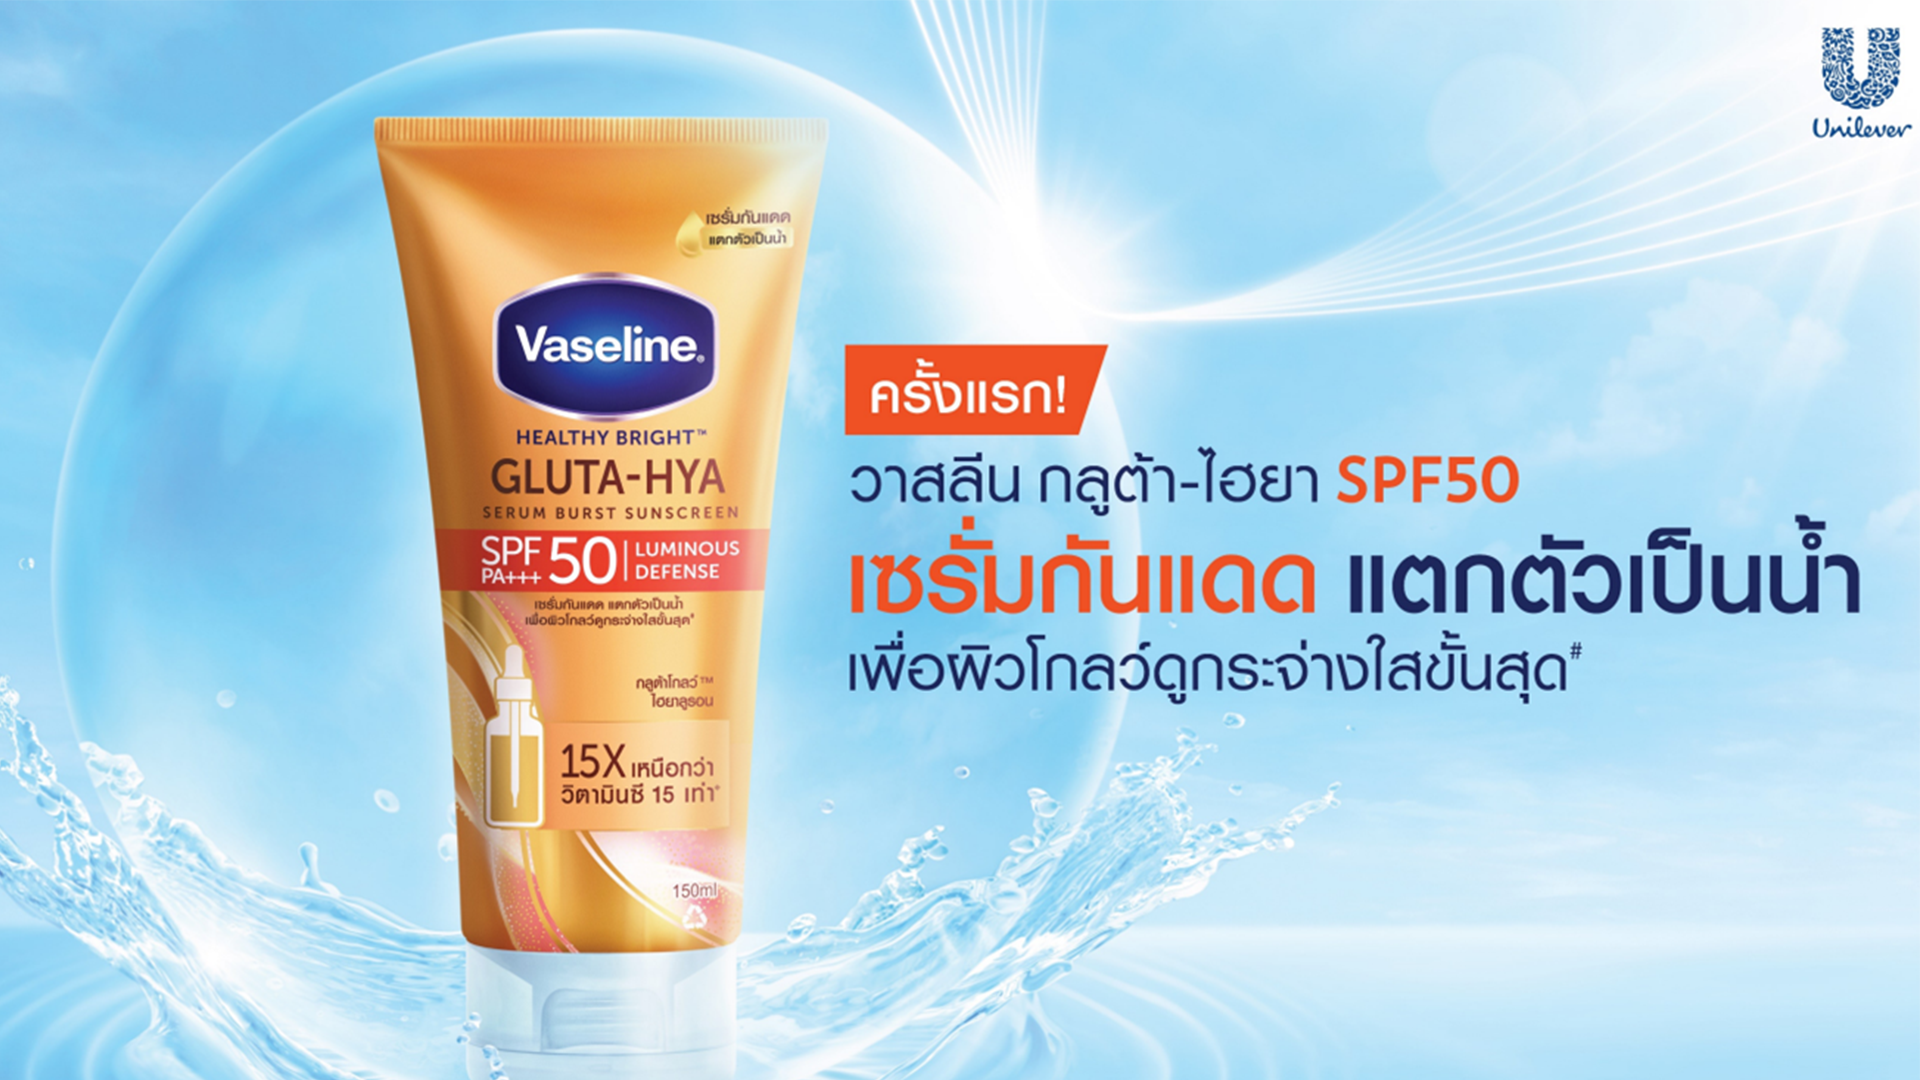 Unilever
เซรั่มกันแดด
แตกตัวเป็นน้ำ
Vaseline®
HEALTHY BRIGHT™
GLUTA-HYA
SERUM BURST SUNSCREEN
SPF 50
PA+++
LUMINOUS
DEFENSE
เซรั่มกันแดด แตกตัวเป็นน้ำ
เพื่อผิวโกลว์ดูกระจ่างใสขั้นสุด#
กลูต้าโกลว์™
ไฮยาลูรอน
15X เหนือกว่า
วิตามินซี 15 เท่า*
150ml
ครั้งแรก!
วาสลีน กลูต้า-ไฮยา SPF50
เซรั่มกันแดด แตกตัวเป็นน้ำ
เพื่อผิวโกลว์ดูกระจ่างใสขั้นสุด#